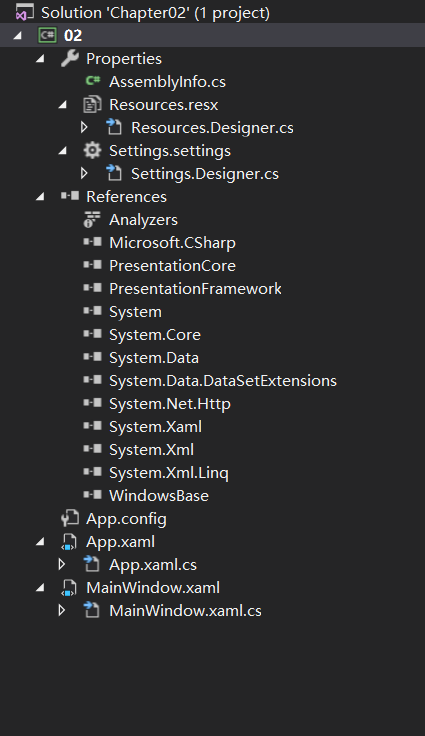 Solution 'Chapter02' (1 project)
C# 02
Properties
C# AssemblyInfo.cs
Resources.resx
Resources.Designer.cs
Settings.settings
Settings.Designer.cs
References
Analyzers
Microsoft.CSharp
PresentationCore
PresentationFramework
System
System.Core
System.Data
System.Data.DataSetExtensions
System.Net.Http
System.Xaml
System.Xml
System.Xml.Linq
WindowsBase
App.config
App.xaml
App.xaml.cs
MainWindow.xaml
MainWindow.xaml.cs